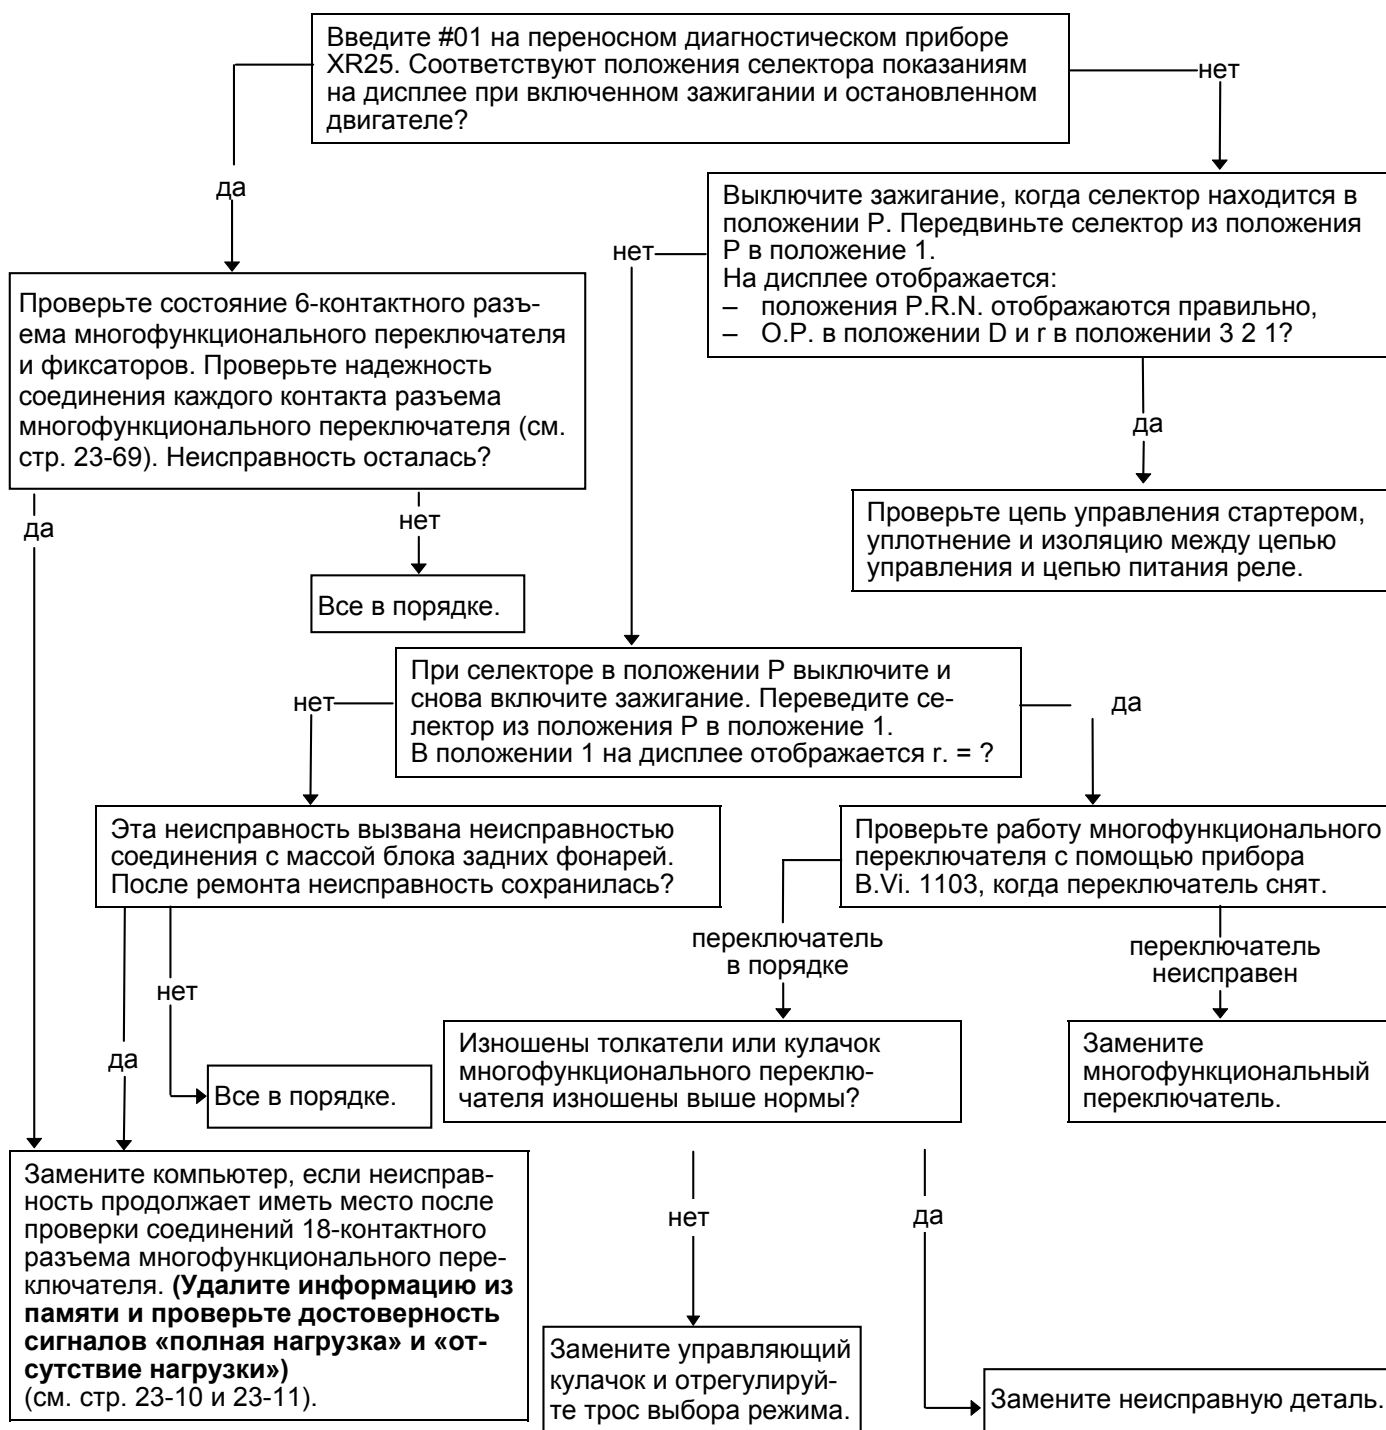 Введите #01 на переносном диагностическом приборе
XR25. Соответствуют положения селектора показаниям
на дисплее при включенном зажигании и остановленном
двигателе?
нет
да
Выключите зажигание, когда селектор находится в
положении P. Передвиньте селектор из положения
P в положение 1.
На дисплее отображается:
– положения P.R.N. отображаются правильно,
– O.P. в положении D и r в положении 3 2 1?
нет
Проверьте состояние 6-контактного разъ-
ема многофункционального переключателя
и фиксаторов. Проверьте надежность
соединения каждого контакта разъема
многофункционального переключателя (см.
стр. 23-69). Неисправность осталась?
да
да
нет
Проверьте цепь управления стартером,
уплотнение и изоляцию между цепью
управления и цепью питания реле.
Все в порядке.
При селекторе в положении P выключите и
снова включите зажигание. Переведите се-
лектор из положения P в положение 1.
В положении 1 на дисплее отображается r. = ?
нет
да
Эта неисправность вызвана неисправностью
соединения с массой блока задних фонарей.
После ремонта неисправность сохранилась?
Проверьте работу многофункционального
переключателя с помощью прибора
B.Vi. 1103, когда переключатель снят.
переключатель
в порядке
переключатель
неисправен
нет
да
Все в порядке.
Изношены толкатели или кулачок
многофункционального переклю-
чателя изношены выше нормы?
Замените
многофункциональный
переключатель.
Замените компьютер, если неисправ-
ность продолжает иметь место после
проверки соединений 18-контактного
разъема многофункционального пере-
ключателя. (Удалите информацию из
памяти и проверьте достоверность
сигналов «полная нагрузка» и «от-
сутствие нагрузки»)
(см. стр. 23-10 и 23-11).
нет
да
Замените управляющий
кулачок и отрегулируй-
те трос выбора режима.
Замените неисправную деталь.